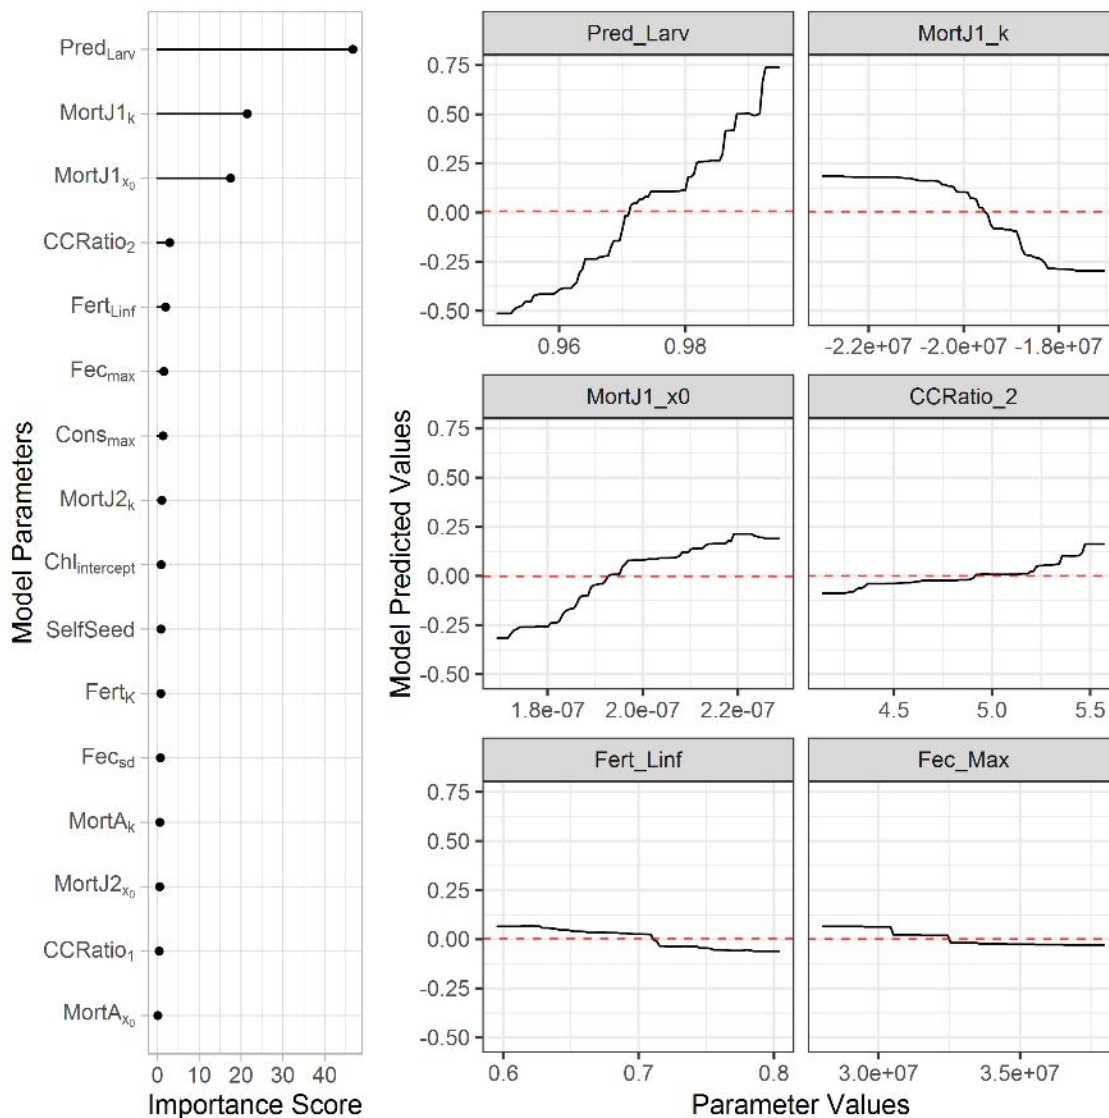 Model Parameters
Pred_Larv
MortJ1_k
MortJ1_x0
CCRatio_2
Fert_Linf
Fec_max
Cons_max
MortJ2_k
Chl_intercept
SelfSeed
Fert_K
Fec_sd
MortA_k
MortJ2_x0
CCRatio_1
MortA_x0
0 10 20 30 40
Importance Score
Model Predicted Values
Pred_Larv
0.75
0.50
0.25
0.00
-0.25
-0.50
0.96 0.98
MortJ1_k
-2.2e+07 -2.0e+07 -1.8e+07
MortJ1_x0
0.75
0.50
0.25
0.00
-0.25
-0.50
1.8e-07 2.0e-07 2.2e-07
CCRatio_2
4.5 5.0 5.5
Fert_Linf
0.75
0.50
0.25
0.00
-0.25
-0.50
0.6 0.7 0.8
Fec_Max
3.0e+07 3.5e+07
Parameter Values